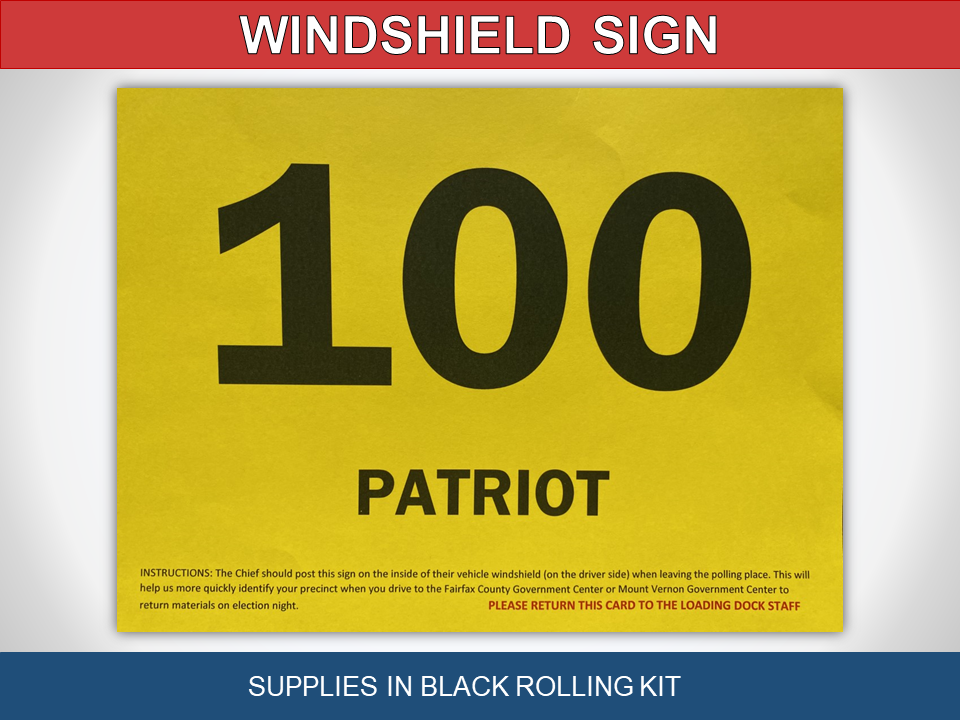 WINDSHIELD SIGN
100
PATRIOT
INSTRUCTIONS: The Chief should post this sign on the inside of their vehicle windshield (on the driver side) when leaving the polling place. This will
help us more quickly identify your precinct when you drive to the Fairfax County Government Center or Mount Vernon Government Center to
return materials on election night. PLEASE RETURN THIS CARD TO THE LOADING DOCK STAFF
SUPPLIES IN BLACK ROLLING KIT